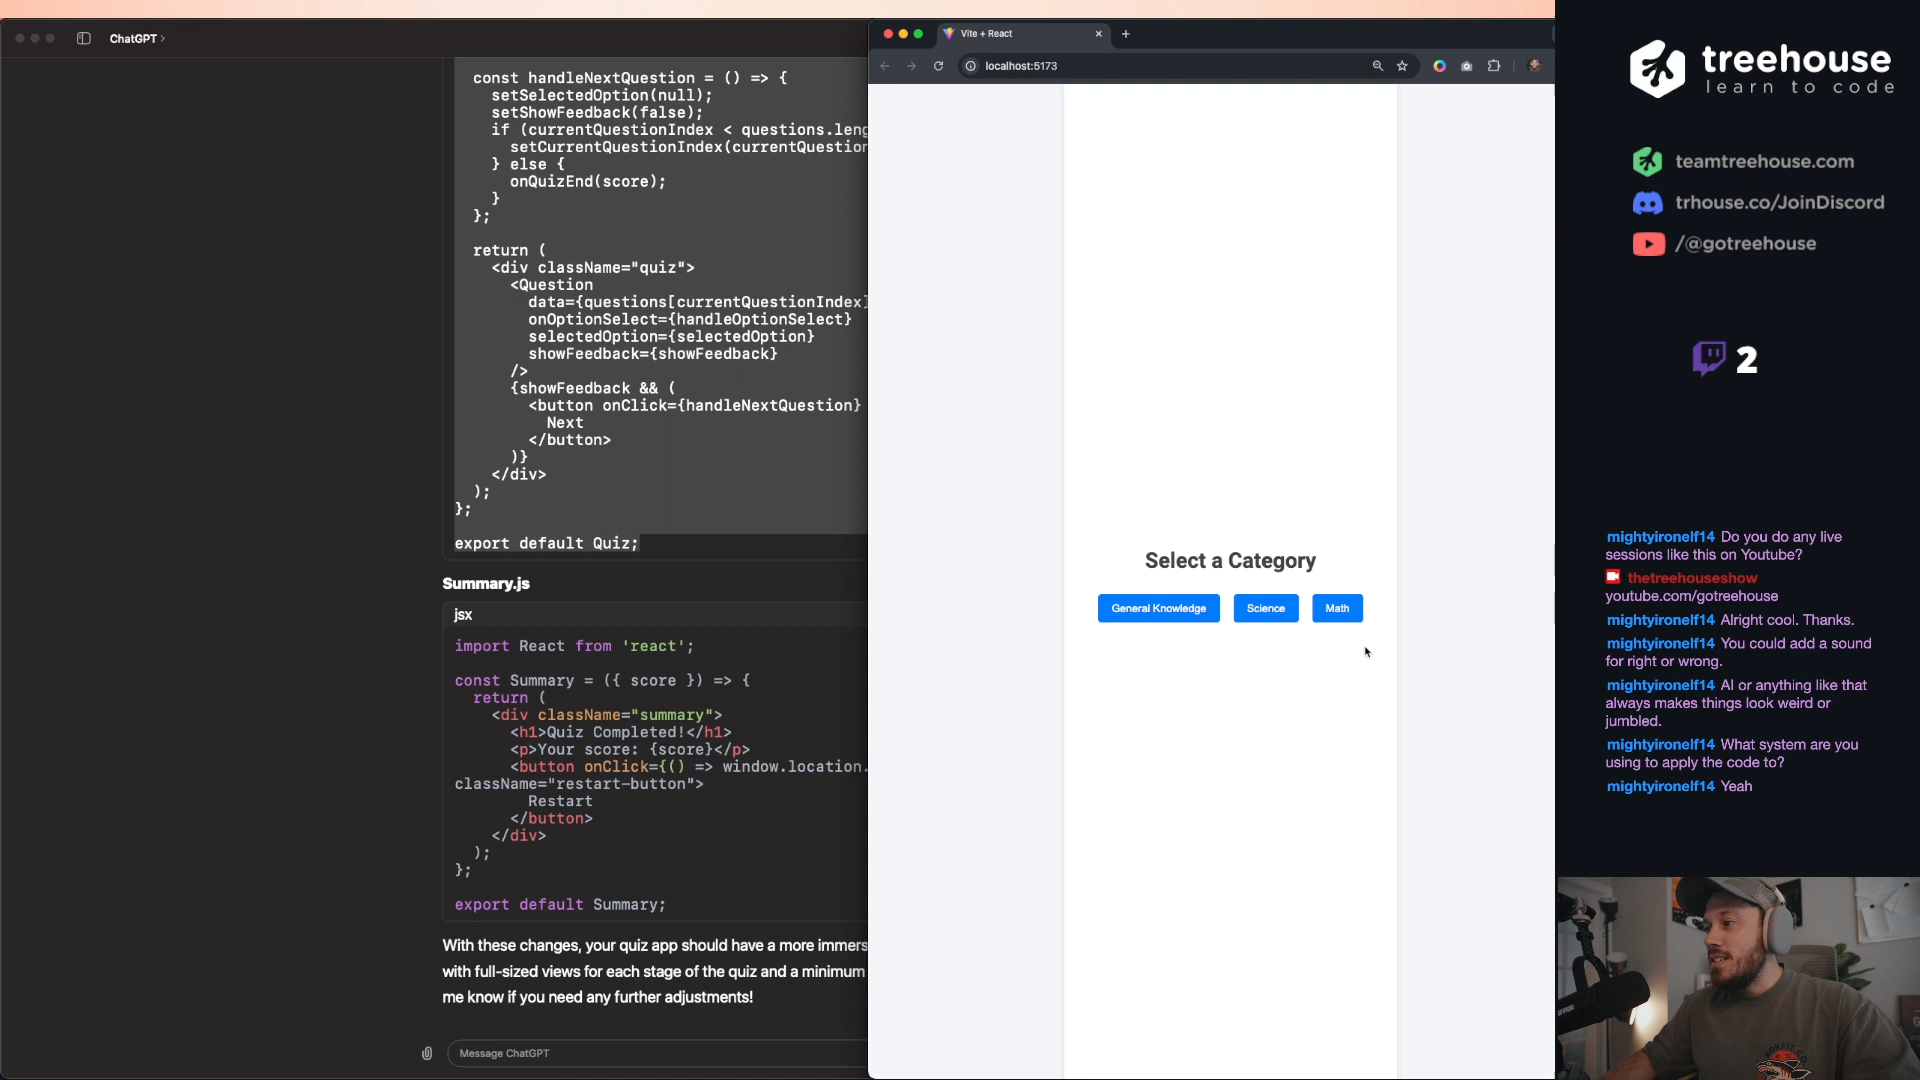 ChatGPT >
const handleNextQuestion = () => {
setSelectedOption(null);
setShowFeedback(false);
if (currentQuestionIndex < questions.leng
setCurrentQuestionIndex(currentQuestion
} else {
onQuizEnd(score);
}
};
return (
<div className="quiz">
<Question
data={questions[currentQuestionIndex]
onOptionSelect={handleOptionSelect}
selectedOption={selectedOption}
showFeedback={showFeedback}
/>
{showFeedback && (
<button onClick={handleNextQuestion}
Next
</button>
)}
</div>
);
};
export default Quiz;
Summary.js
jsx
import React from 'react';
const Summary = ({ score }) => {
return (
<div className="summary">
<h1>Quiz Completed!</h1>
<p>Your score: {score}</p>
<button onClick={() => window.location.
className="restart-button">
Restart
</button>
</div>
);
};
export default Summary;
With these changes, your quiz app should have a more immers
with full-sized views for each stage of the quiz and a minimum
me know if you need any further adjustments!
Message ChatGPT
Vite + React
localhost:5173
Select a Category
General Knowledge
Science
Math
treehouse
learn to code
teamtreehouse.com
trhouse.co/JoinDiscord
/@gotreehouse
2
mightyironelf14 Do you do any live
sessions like this on Youtube?
thetreehouseshow
youtube.com/gotreehouse
mightyironelf14 Alright cool. Thanks.
mightyironelf14 You could add a sound
for right or wrong.
mightyironelf14 AI or anything like that
always makes things look weird or
jumbled.
mightyironelf14 What system are you
using to apply the code to?
mightyironelf14 Yeah